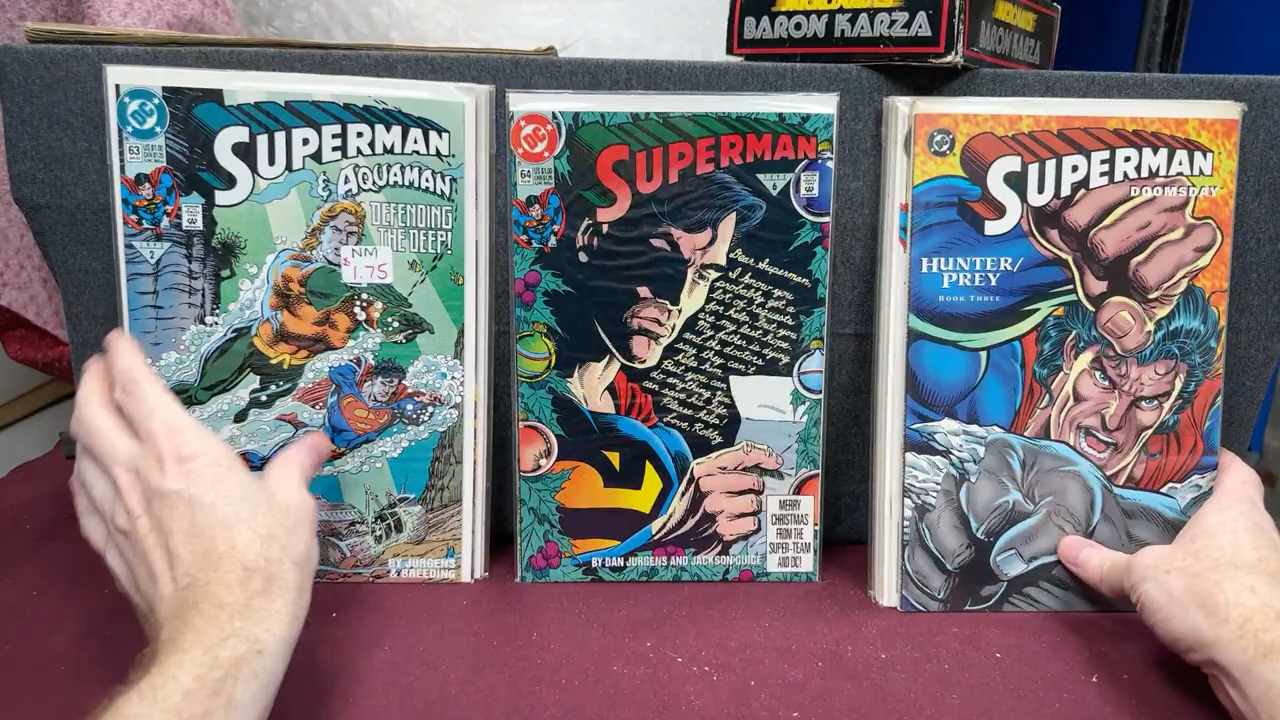 BARON KARZA
BARON KARZA
DC
63
SUPERMAN
& AQUAMAN
DEFENDING
THE DEEP!
NM
$1.75
2
BY JURGENS
& BREEDING
DC
64
SUPERMAN
6
Dear Superman,
I know you
probably get a
lot of requests
for help, but you
are my last hope.
My father is dying
and the doctors
say they can't
help him.
But you can
do anything. You
can save his life.
Please help!
Love, Robby
MERRY
CHRISTMAS
FROM THE
SUPER-TEAM
AND DC!
BY DAN JURGENS AND JACKSON GUICE
DC
SUPERMAN
DOOMSDAY
HUNTER/
PREY
BOOK THREE